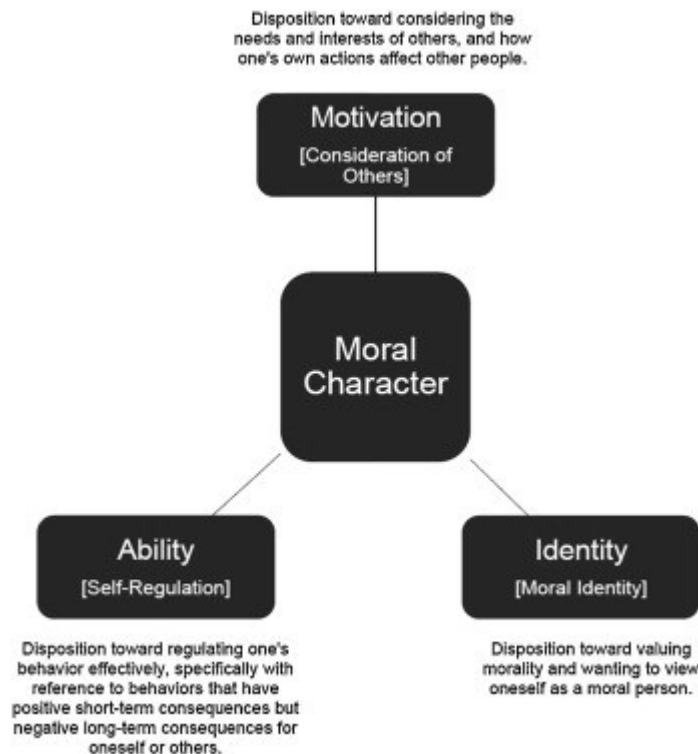 Disposition toward considering the
needs and interests of others, and how
one's own actions affect other people.
Motivation
[Consideration of
Others]
Moral
Character
Ability
[Self-Regulation]
Disposition toward regulating one's
behavior effectively, specifically with
reference to behaviors that have
positive short-term consequences but
negative long-term consequences for
oneself or others.
Identity
[Moral Identity]
Disposition toward valuing
morality and wanting to view
oneself as a moral person.